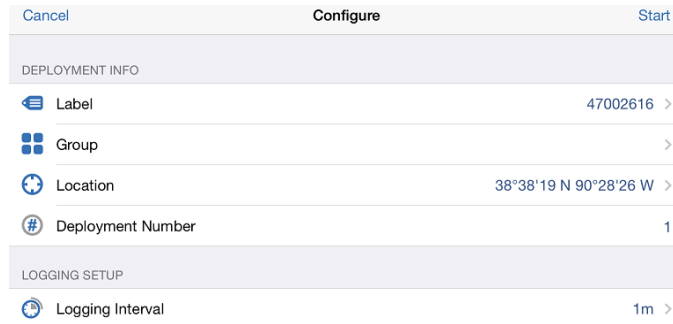 Cancel Configure Start
DEPLOYMENT INFO
Label 47002616
Group
Location 38°38'19 N 90°28'26 W
# Deployment Number 1
LOGGING SETUP
Logging Interval 1m